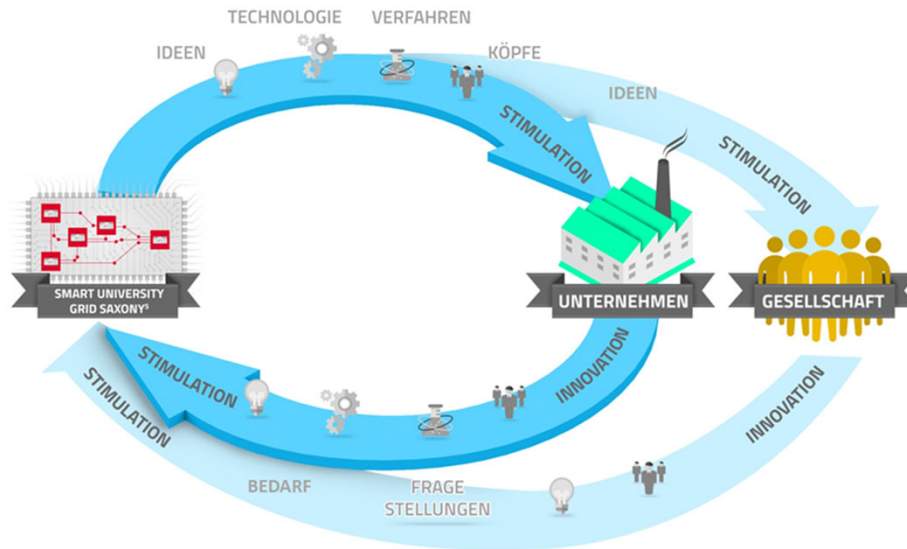 TECHNOLOGIE
VERFAHREN
IDEEN
KÖPFE
IDEEN
STIMULATION
STIMULATION
SMART UNIVERSITY
GRID SAXONY⁵
UNTERNEHMEN
GESELLSCHAFT
STIMULATION
INNOVATION
STIMULATION
INNOVATION
BEDARF
FRAGE
STELLUNGEN